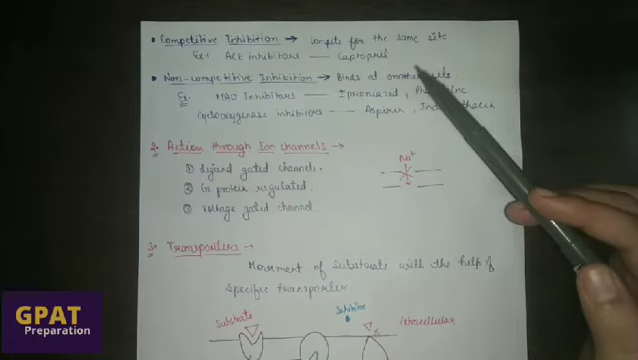 • Competitive Inhibition → Compete for the same site
Ex:- ACE inhibitors — Captopril
• Non-competitive Inhibition → Binds at another site.
Ex. MAO Inhibitors — Iproniazid,
Cyclooxygenase inhibitors — Aspirin,
2. Action through Ion channels →
Na+
① Ligand gated channels.
② G-protein regulated.
③ Voltage gated channel
3. Transporters →
Movement of Substrate with the help of
specific transporter.
Substrate
Extracellular
GPAT
Preparation